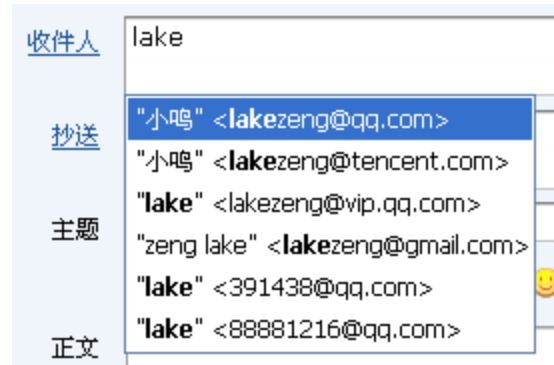 收件人 lake
"小鸣" <lakezeng@qq.com>
抄送
"小鸣" <lakezeng@tencent.com>
"lake" <lakezeng@vip.qq.com>
主题
"zeng lake" <lakezeng@gmail.com>
"lake" <391438@qq.com>
"lake" <88881216@qq.com>
正文